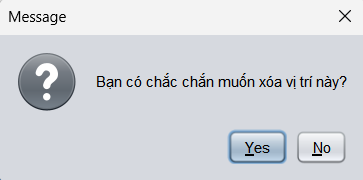 Message
Bạn có chắc chắn muốn xóa vị trí này?
Yes
No